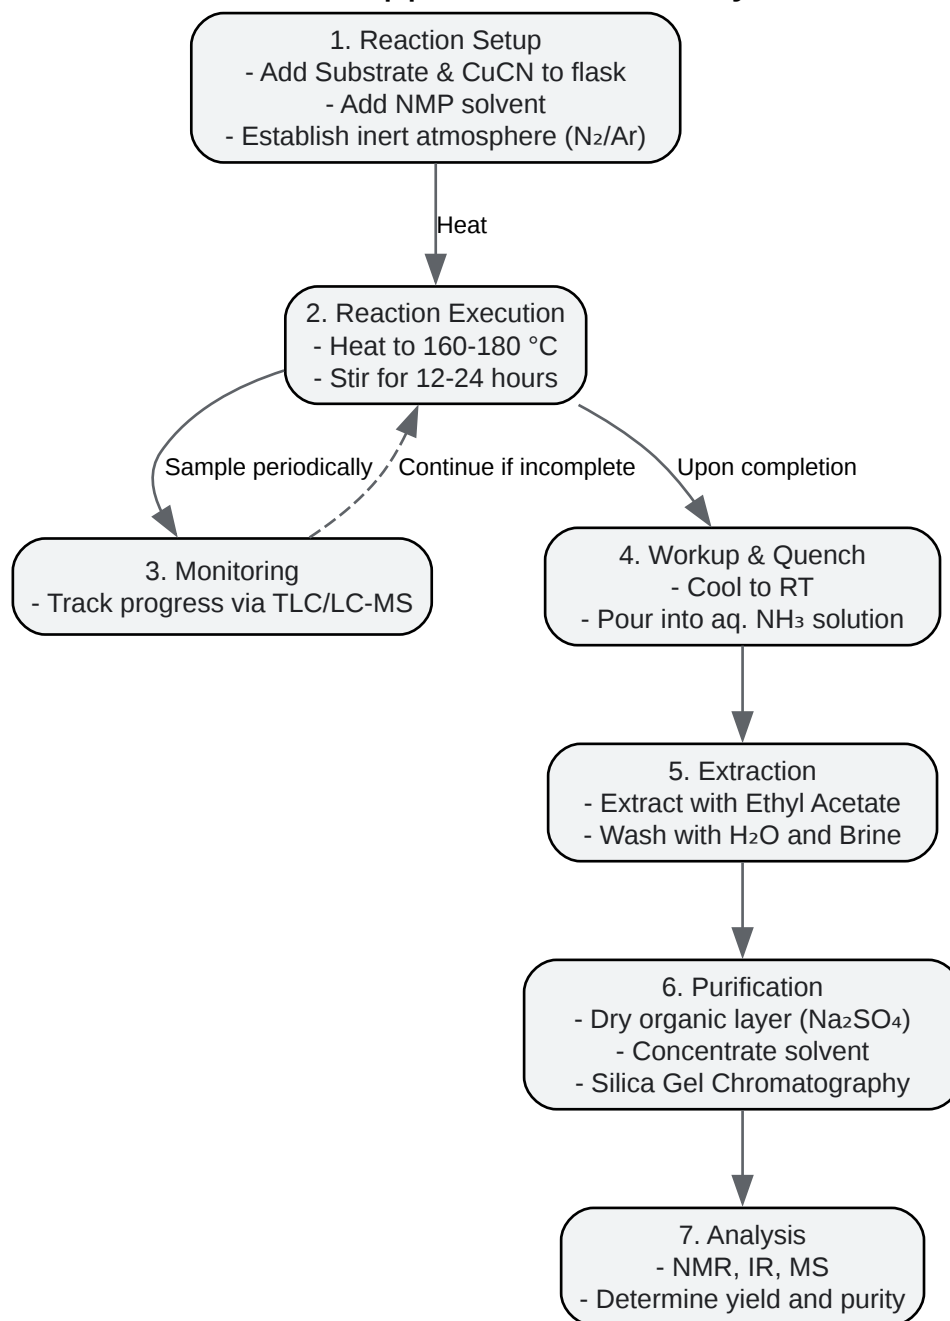 1. Reaction Setup
- Add Substrate & CuCN to flask
- Add NMP solvent
- Establish inert atmosphere (N₂/Ar)
Heat
2. Reaction Execution
- Heat to 160-180 °C
- Stir for 12-24 hours
Sample periodically
Continue if incomplete
Upon completion
3. Monitoring
- Track progress via TLC/LC-MS
4. Workup & Quench
- Cool to RT
- Pour into aq. NH₃ solution
5. Extraction
- Extract with Ethyl Acetate
- Wash with H₂O and Brine
6. Purification
- Dry organic layer (Na₂SO₄)
- Concentrate solvent
- Silica Gel Chromatography
7. Analysis
- NMR, IR, MS
- Determine yield and purity